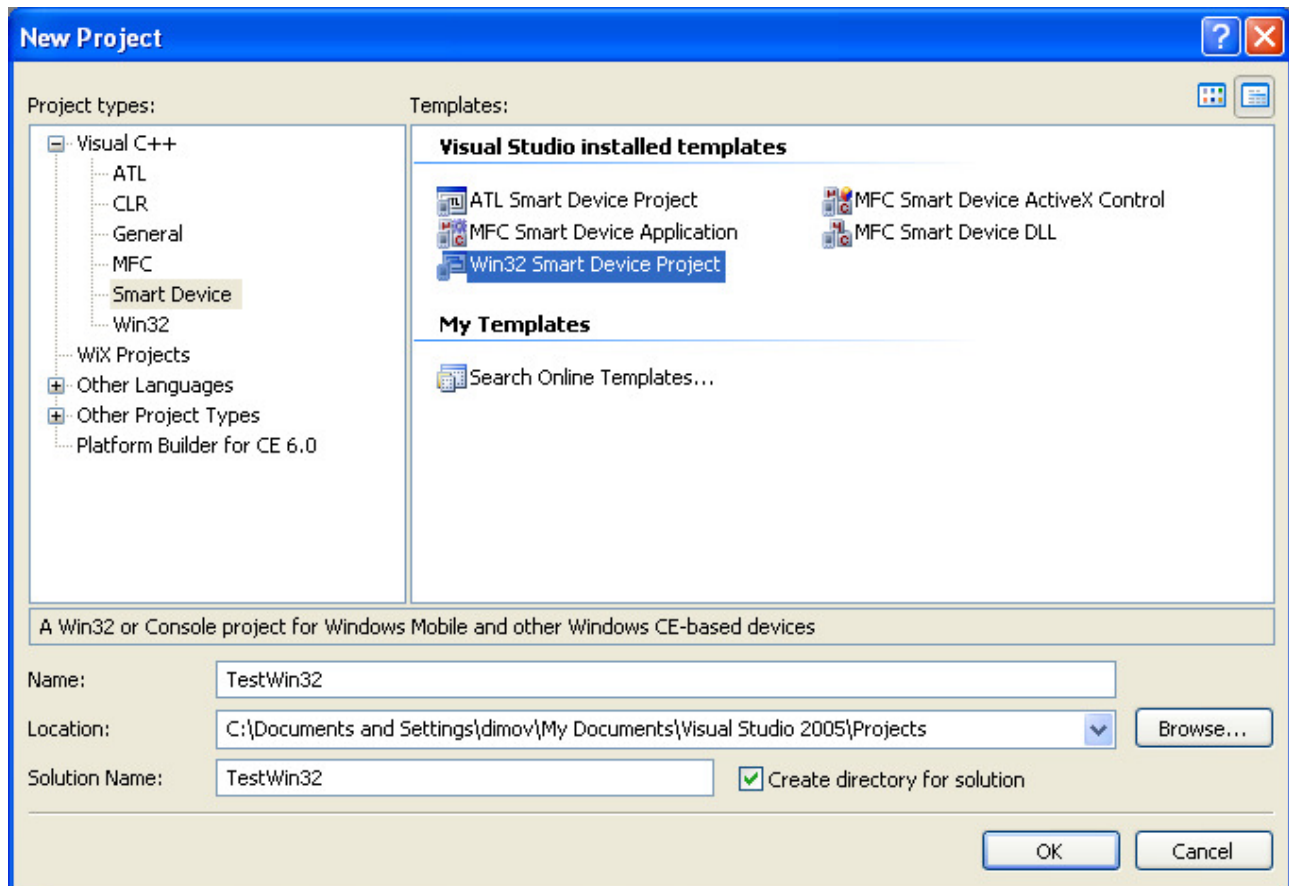 New Project
Project types:
Templates:
Visual C++
ATL
CLR
General
MFC
Smart Device
Win32
WiX Projects
Other Languages
Other Project Types
Platform Builder for CE 6.0
Visual Studio installed templates
ATL Smart Device Project
MFC Smart Device ActiveX Control
MFC Smart Device Application
MFC Smart Device DLL
Win32 Smart Device Project
My Templates
Search Online Templates...
A Win32 or Console project for Windows Mobile and other Windows CE-based devices
Name:
TestWin32
Location:
C:\Documents and Settings\dimov\My Documents\Visual Studio 2005\Projects
Browse...
Solution Name:
TestWin32
Create directory for solution
OK
Cancel